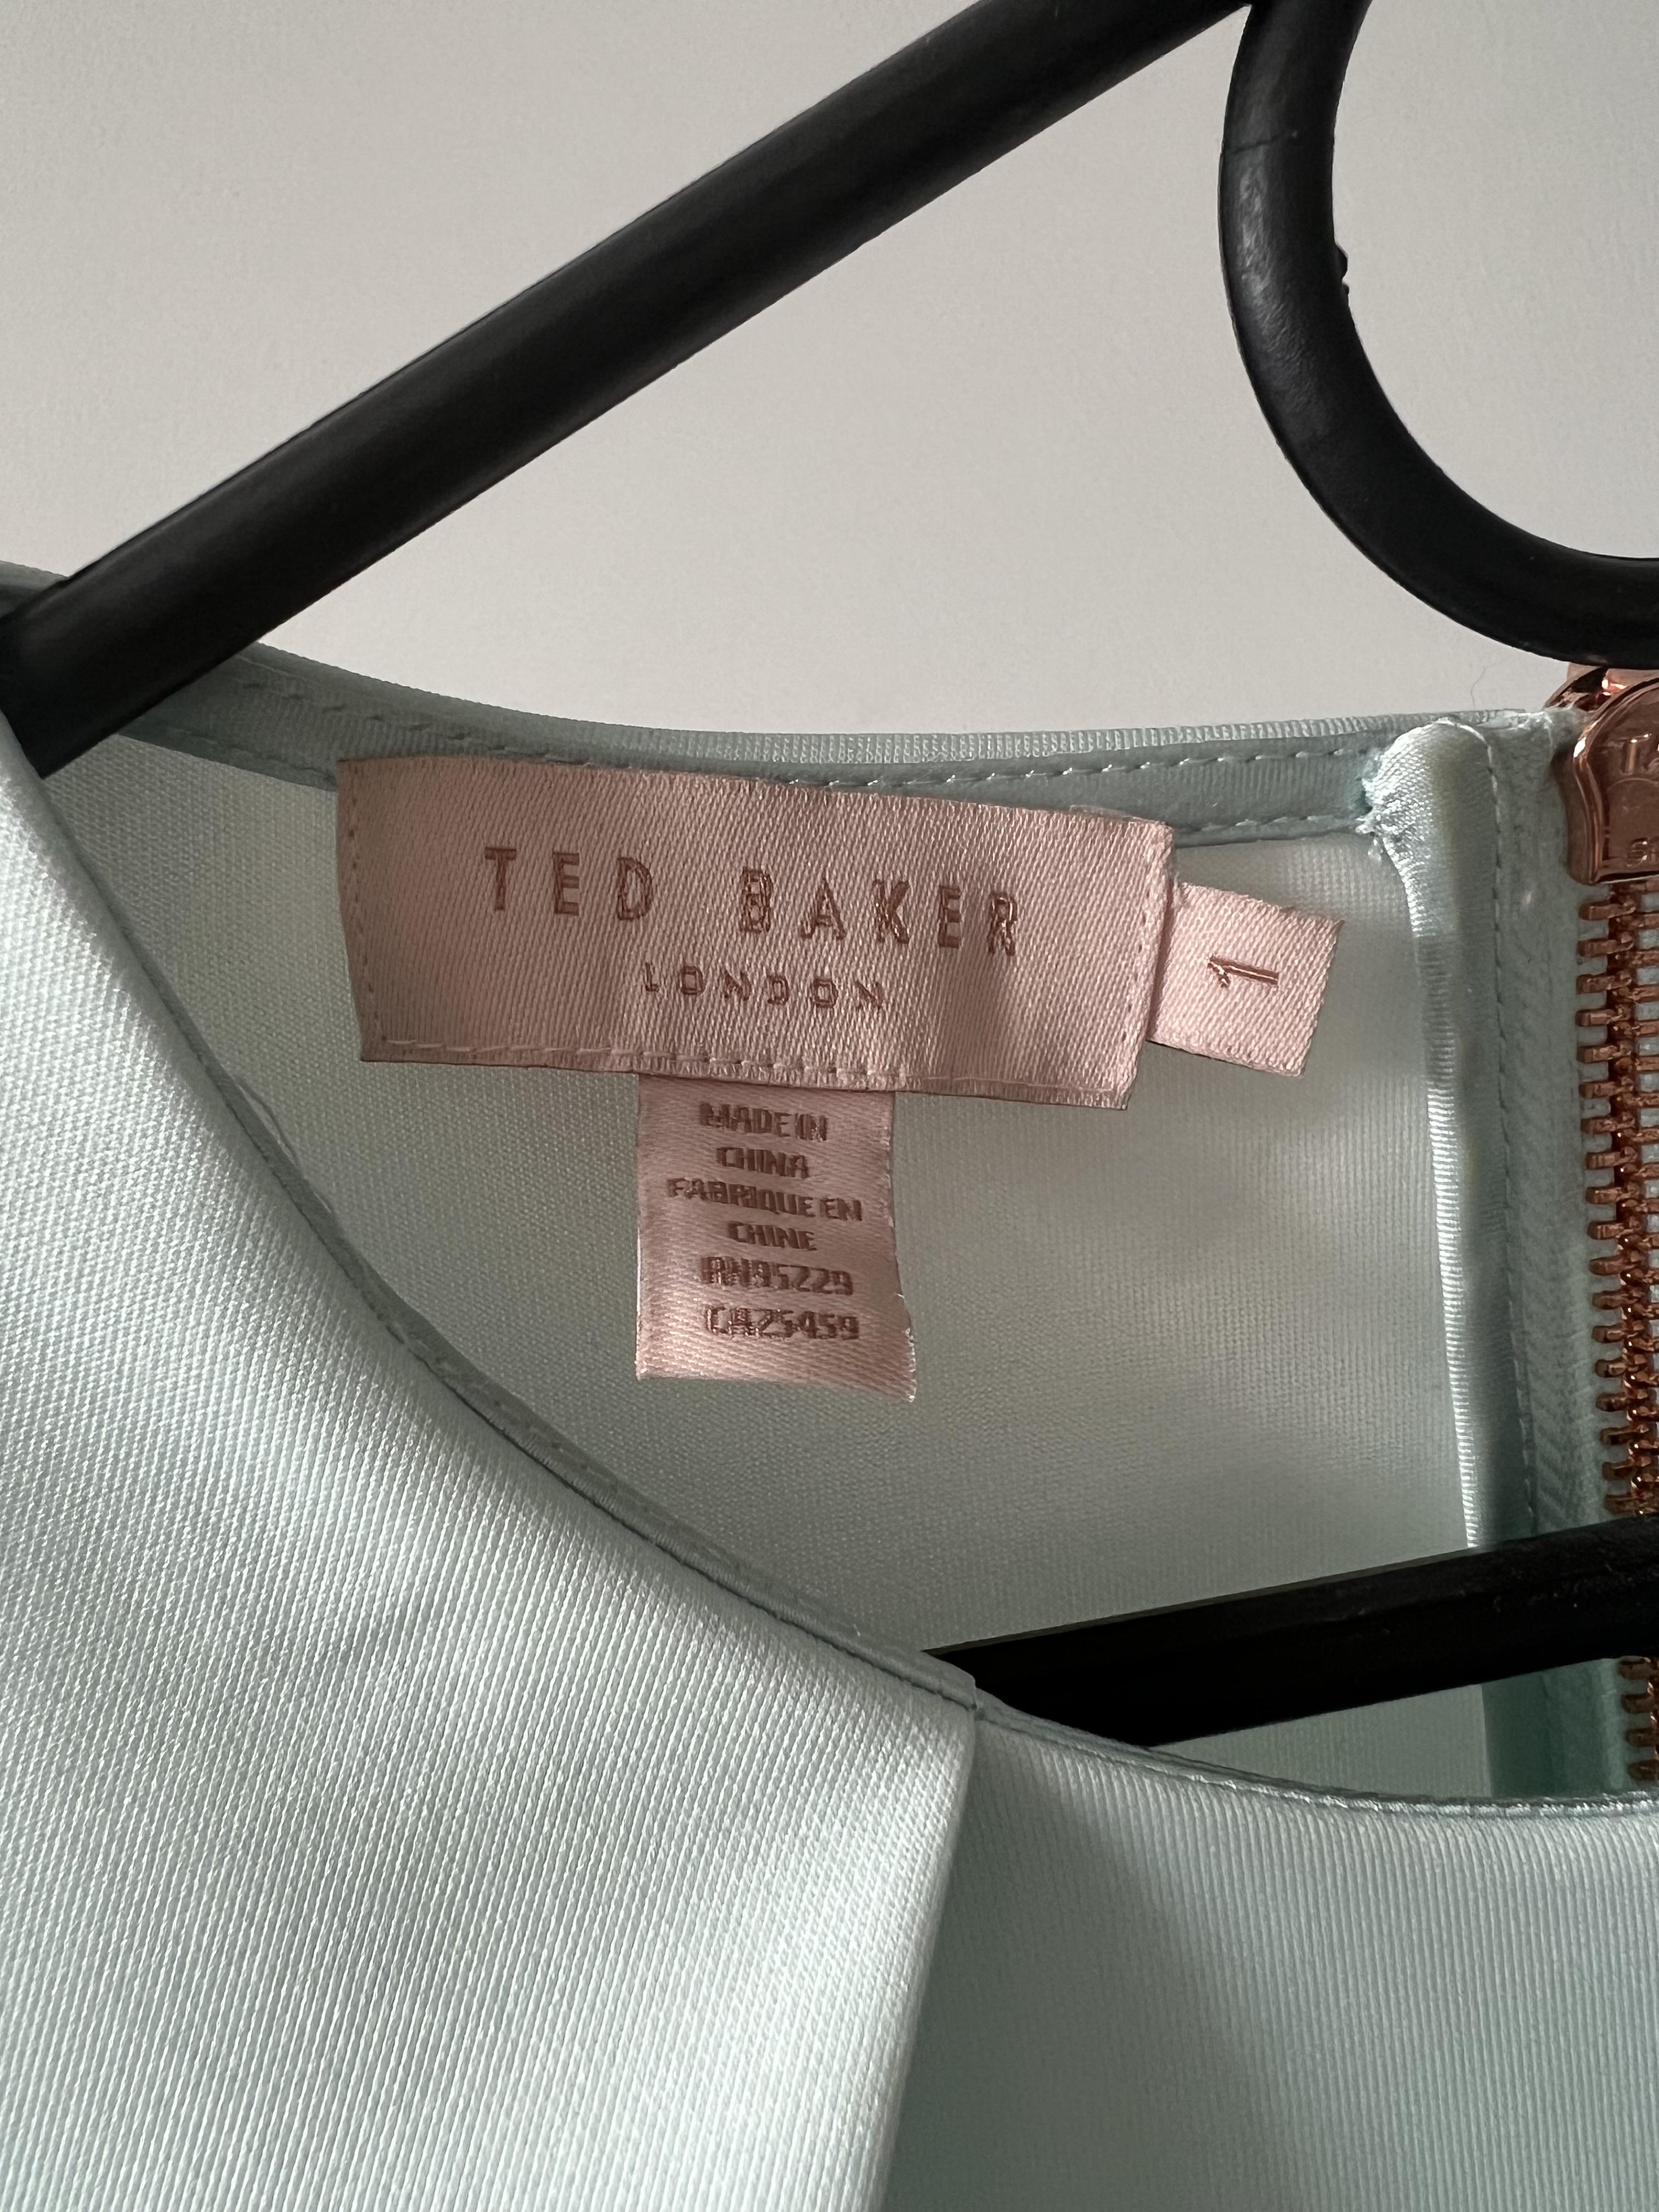 TED BAKER
LONDON
1
MADE IN
CHINA
FABRIQUE EN
CHINE
RN95229
CA25459